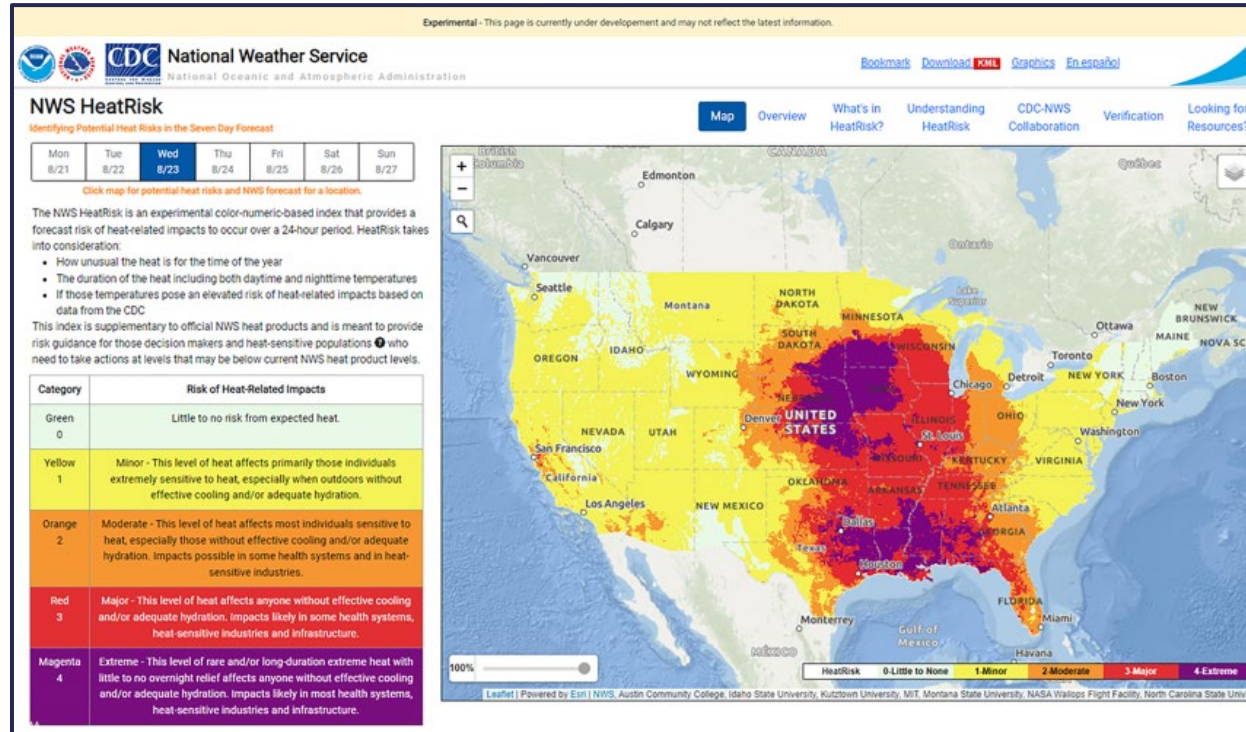 Experimental - This page is currently under developement and may not reflect the latest information.
CDC
National Weather Service
National Oceanic and Atmospheric Administration
Bookmark Download KML Graphics En español
NWS HeatRisk
Identifying Potential Heat Risks in the Seven Day Forecast
Map Overview What's in HeatRisk? Understanding HeatRisk CDC-NWS Collaboration Verification Looking for Resources?
Mon Tue Wed Thu Fri Sat Sun
8/21 8/22 8/23 8/24 8/25 8/26 8/27
Click map for potential heat risks and NWS forecast for a location.
The NWS HeatRisk is an experimental color-numeric-based index that provides a
forecast risk of heat-related impacts to occur over a 24-hour period. HeatRisk takes
into consideration:
• How unusual the heat is for the time of the year
• The duration of the heat including both daytime and nighttime temperatures
• If those temperatures pose an elevated risk of heat-related impacts based on
data from the CDC
This index is supplementary to official NWS heat products and is meant to provide
risk guidance for those decision makers and heat-sensitive populations ? who
need to take actions at levels that may be below current NWS heat product levels.
Category Risk of Heat-Related Impacts
Green
0
Little to no risk from expected heat.
Yellow
1
Minor - This level of heat affects primarily those individuals
extremely sensitive to heat, especially when outdoors without
effective cooling and/or adequate hydration.
Orange
2
Moderate - This level of heat affects most individuals sensitive to
heat, especially those without effective cooling and/or adequate
hydration. Impacts possible in some health systems and in heat-
sensitive industries.
Red
3
Major - This level of heat affects anyone without effective cooling
and/or adequate hydration. Impacts likely in some health systems,
heat-sensitive industries and infrastructure.
Magenta
4
Extreme - This level of rare and/or long-duration extreme heat with
little to no overnight relief affects anyone without effective cooling
and/or adequate hydration. Impacts likely in most health systems,
heat-sensitive industries and infrastructure.
+
−
British
Columbia
CANADA
Edmonton
Québec
Calgary
Ontario
Vancouver
Seattle
Montana
NORTH
DAKOTA
Lake
Superior
MINNESOTA
NEW
BRUNSWICK
Ottawa
MAINE
NOVA SC
SOUTH
DAKOTA
WISCONSIN
OREGON
IDAHO
WYOMING
Toronto
Chicago
Detroit
NEW YORK
Boston
NEBRASKA
New York
Denver
UNITED
STATES
ILLINOIS
OHIO
NEVADA
UTAH
St. Louis
Washington
San Francisco
MISSOURI
KENTUCKY
VIRGINIA
California
OKLAHOMA
ARKANSAS
TENNESSEE
Los Angeles
NEW MEXICO
Atlanta
Dallas
GEORGIA
Texas
Houston
FLORIDA
Monterrey
Miami
Gulf of
Mexico
MÉXICO
Havana
100%
HeatRisk 0-Little to None 1-Minor 2-Moderate 3-Major 4-Extreme
Leaflet | Powered by Esri | NWS, Austin Community College, Idaho State University, Kutztown University, MIT, Montana State University, NASA Wallops Flight Facility, North Carolina State Univ